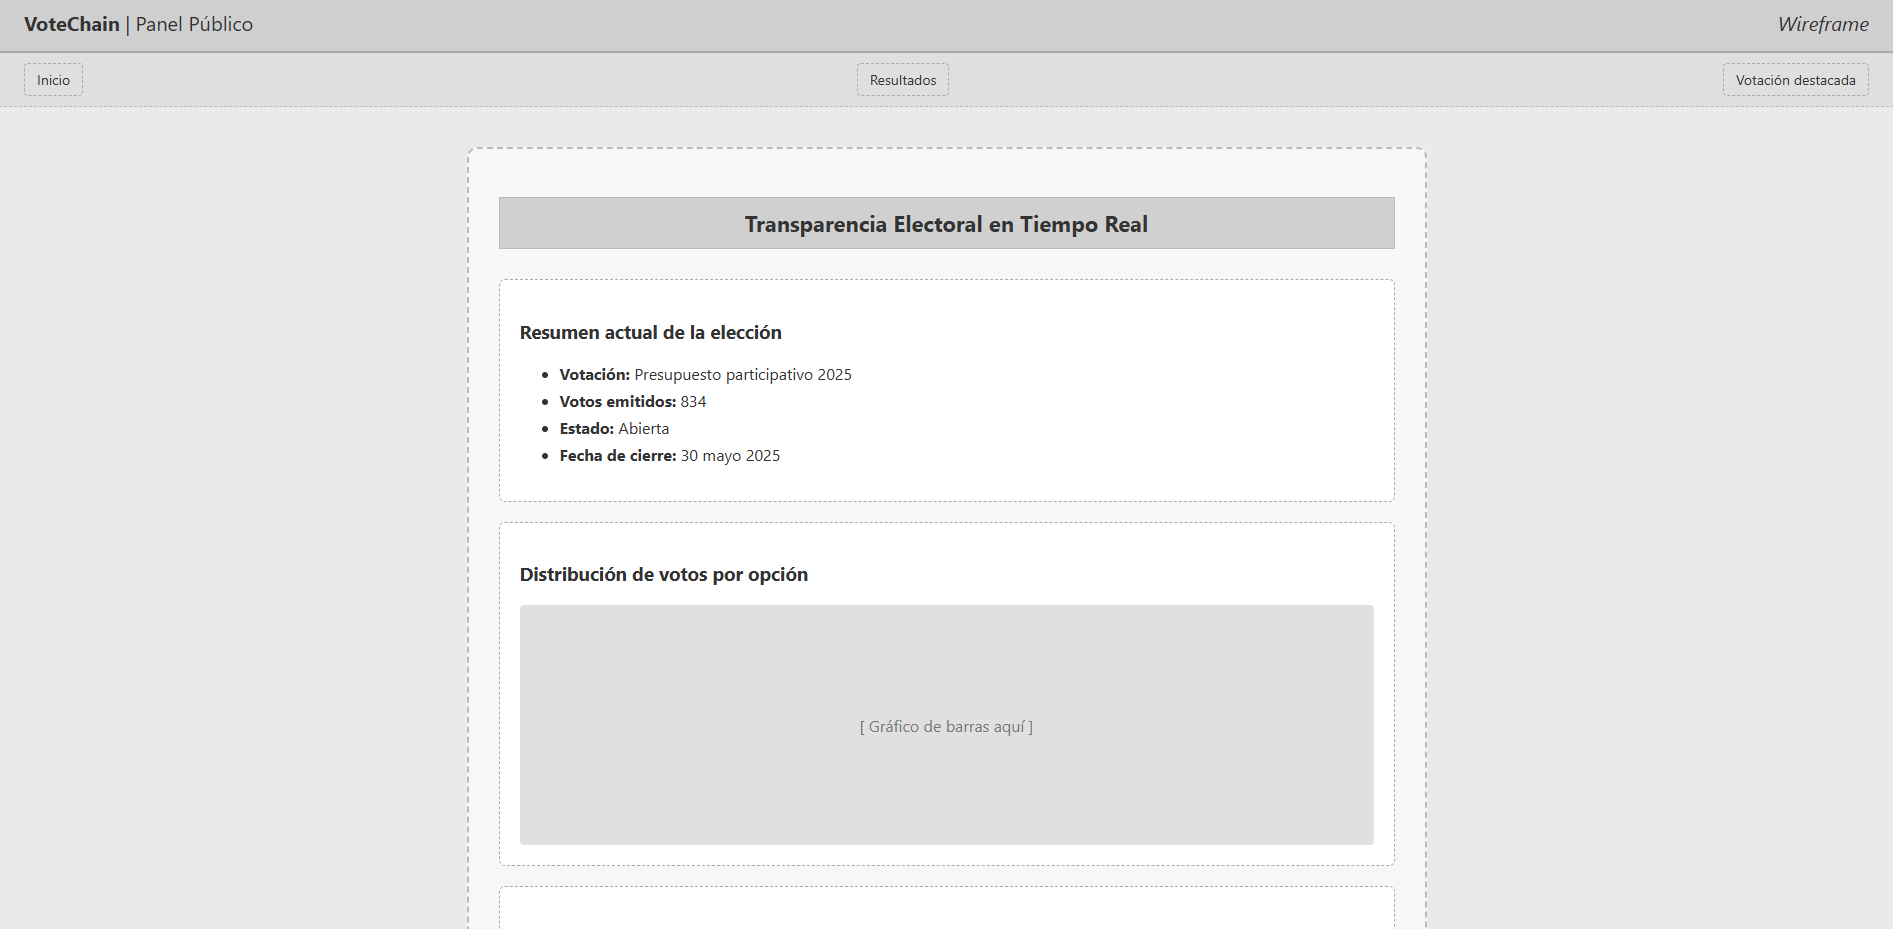 VoteChain | Panel Público
Wireframe
Inicio
Resultados
Votación destacada
Transparencia Electoral en Tiempo Real
Resumen actual de la elección
Votación: Presupuesto participativo 2025
Votos emitidos: 834
Estado: Abierta
Fecha de cierre: 30 mayo 2025
Distribución de votos por opción
[ Gráfico de barras aquí ]